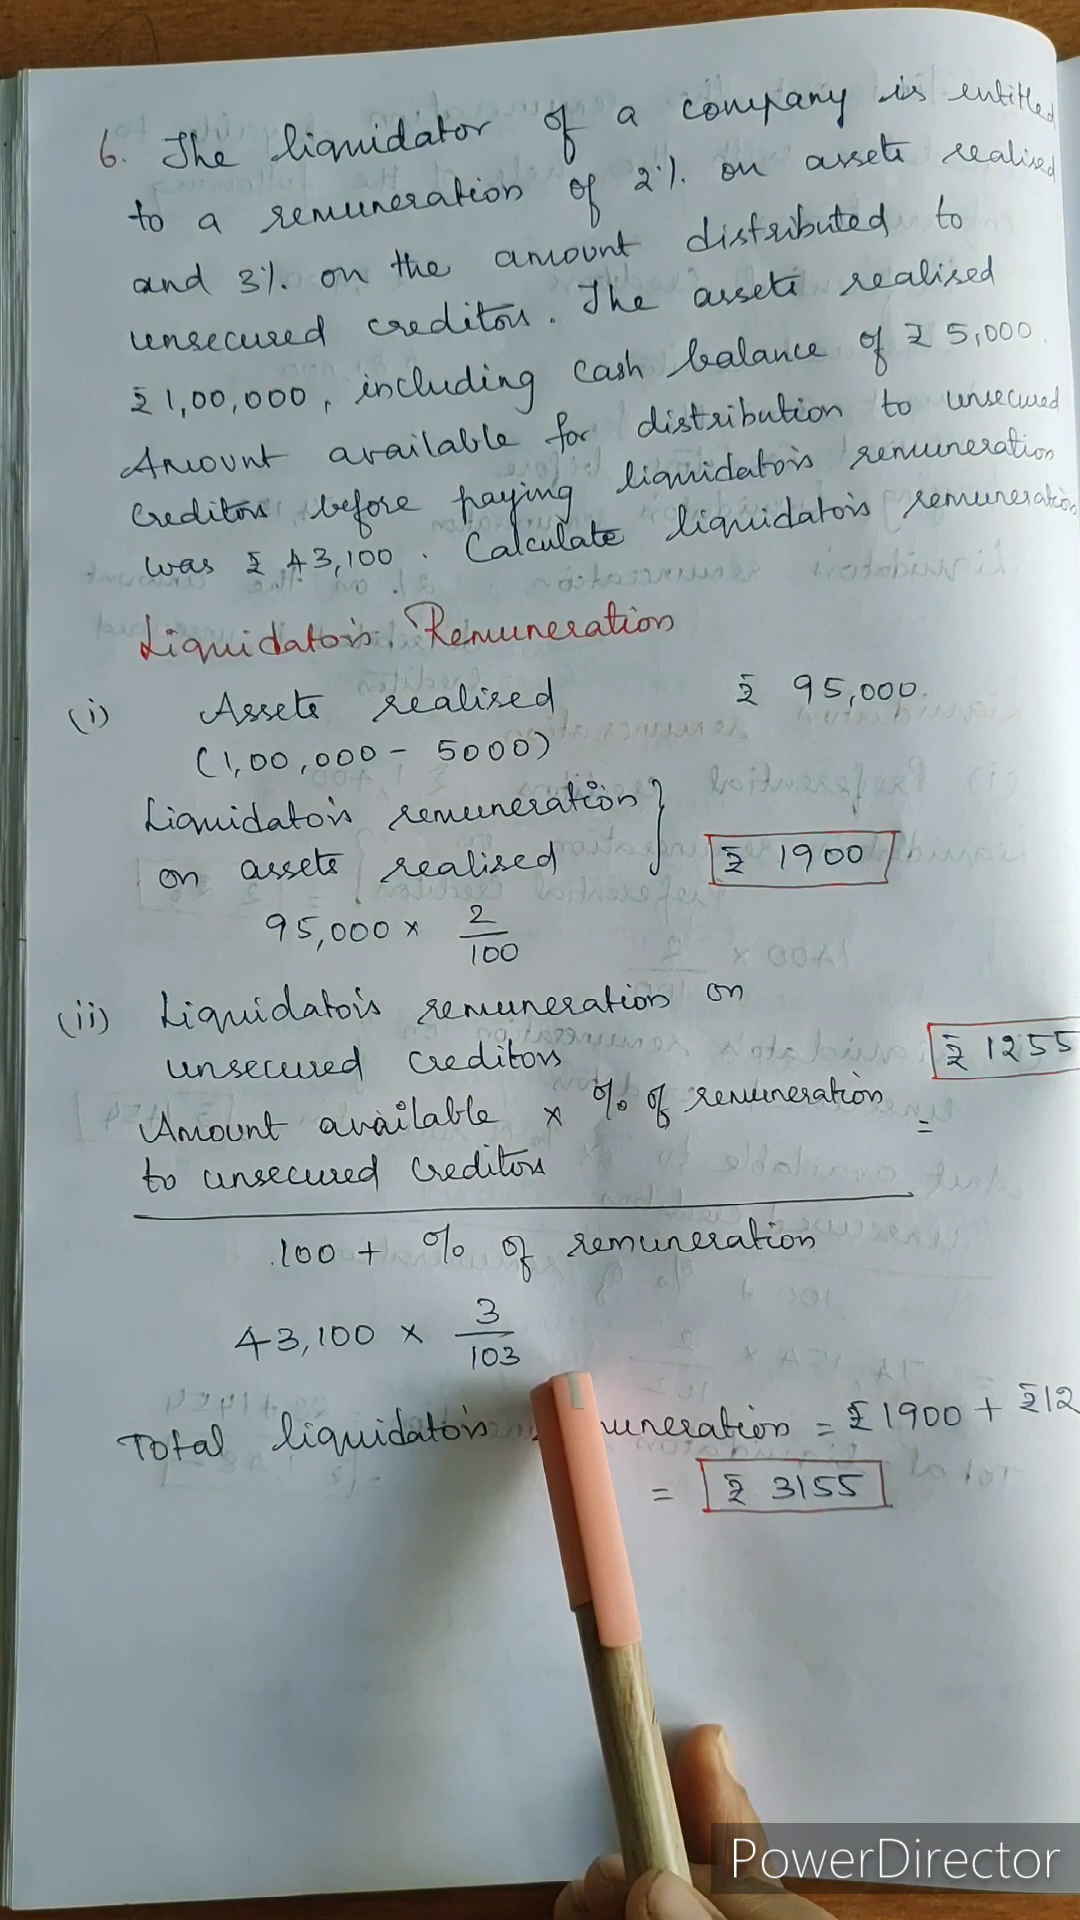 6. The liquidator of a company is entitled
to a remuneration of 2% on assets realised
and 3% on the amount distributed to
unsecured creditors. The assets realised
₹ 1,00,000, including cash balance of ₹ 5,000.
Amount available for distribution to unsecured
creditors before paying liquidator's remuneration
was ₹ 43,100. Calculate liquidator's remuneration
Liquidator's Remuneration
(i) Assets realised ₹ 95,000.
(1,00,000 - 5000)
Liquidator's remuneration
on assets realised } ₹ 1900
95,000 × 2/100
(ii) Liquidator's remuneration on
unsecured creditors ₹ 1255
Amount available × % of remuneration =
to unsecured creditors
100 + % of remuneration
43,100 × 3/103
Total liquidator's uneration = ₹ 1900 + ₹ 12
= ₹ 3155
PowerDirector